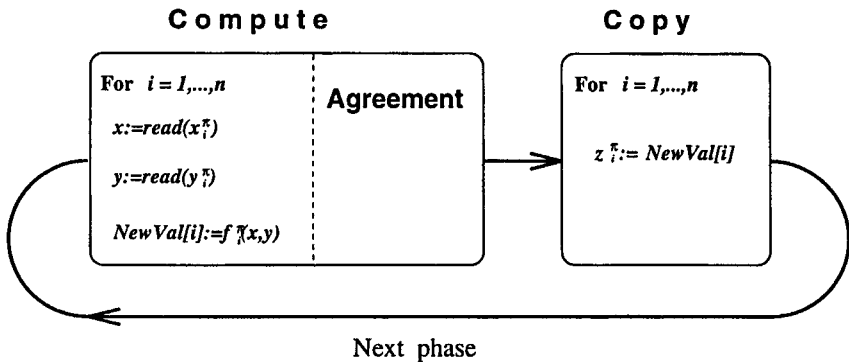 Compute
Copy
For i = 1,...,n
x:=read(x^π_i)
y:=read(y^π_i)
NewVal[i]:=f^π_i(x,y)
Agreement
For i = 1,...,n
z^π_i:= NewVal[i]
Next phase